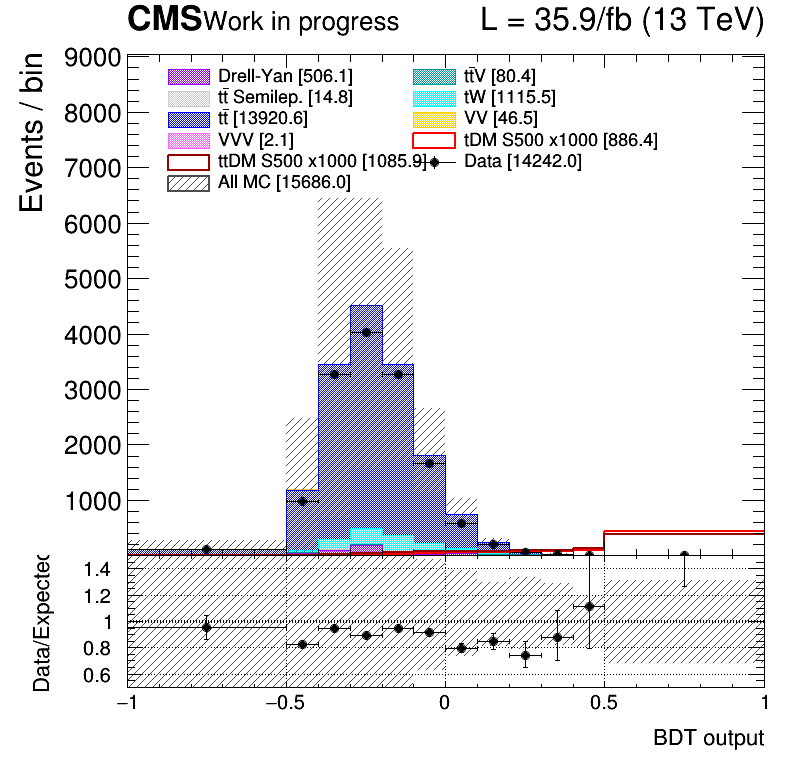 CMS Work in progress L = 35.9/fb (13 TeV)
Events / bin
9000
8000
7000
6000
5000
4000
3000
2000
1000
Drell-Yan [506.1]
tt̄V [80.4]
tt̄ Semilep. [14.8]
tW [1115.5]
tt̄ [13920.6]
VV [46.5]
VVV [2.1]
tDM S500 x1000 [886.4]
ttDM S500 x1000 [1085.9]
Data [14242.0]
All MC [15686.0]
Data/Expected
1.4
1.2
1
0.8
0.6
−1 −0.5 0 0.5 1
BDT output